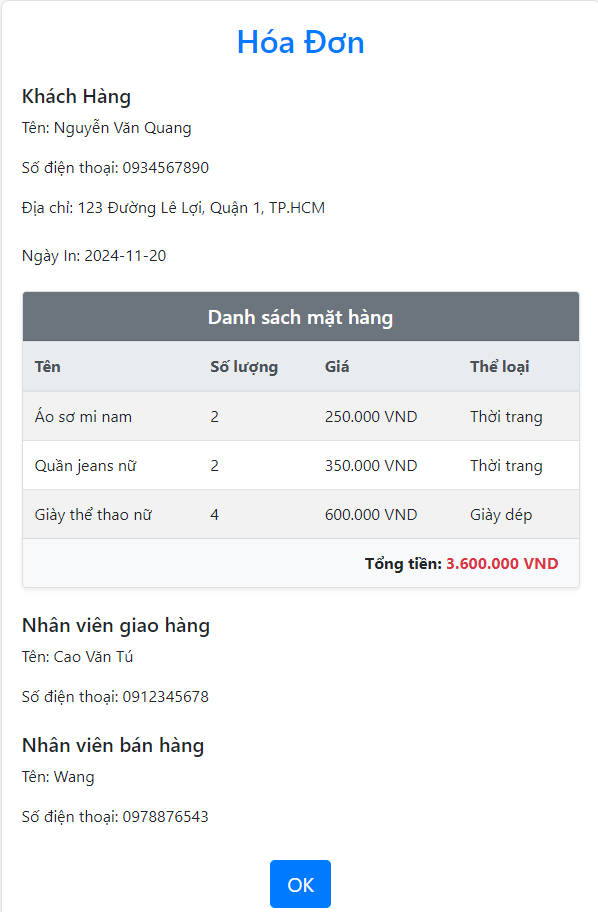 Hóa Đơn
Khách Hàng
Tên: Nguyễn Văn Quang
Số điện thoại: 0934567890
Địa chỉ: 123 Đường Lê Lợi, Quận 1, TP.HCM
Ngày In: 2024-11-20
Danh sách mặt hàng
Tên Số lượng Giá Thể loại
Áo sơ mi nam 2 250.000 VND Thời trang
Quần jeans nữ 2 350.000 VND Thời trang
Giày thể thao nữ 4 600.000 VND Giày dép
Tổng tiền: 3.600.000 VND
Nhân viên giao hàng
Tên: Cao Văn Tú
Số điện thoại: 0912345678
Nhân viên bán hàng
Tên: Wang
Số điện thoại: 0978876543
OK